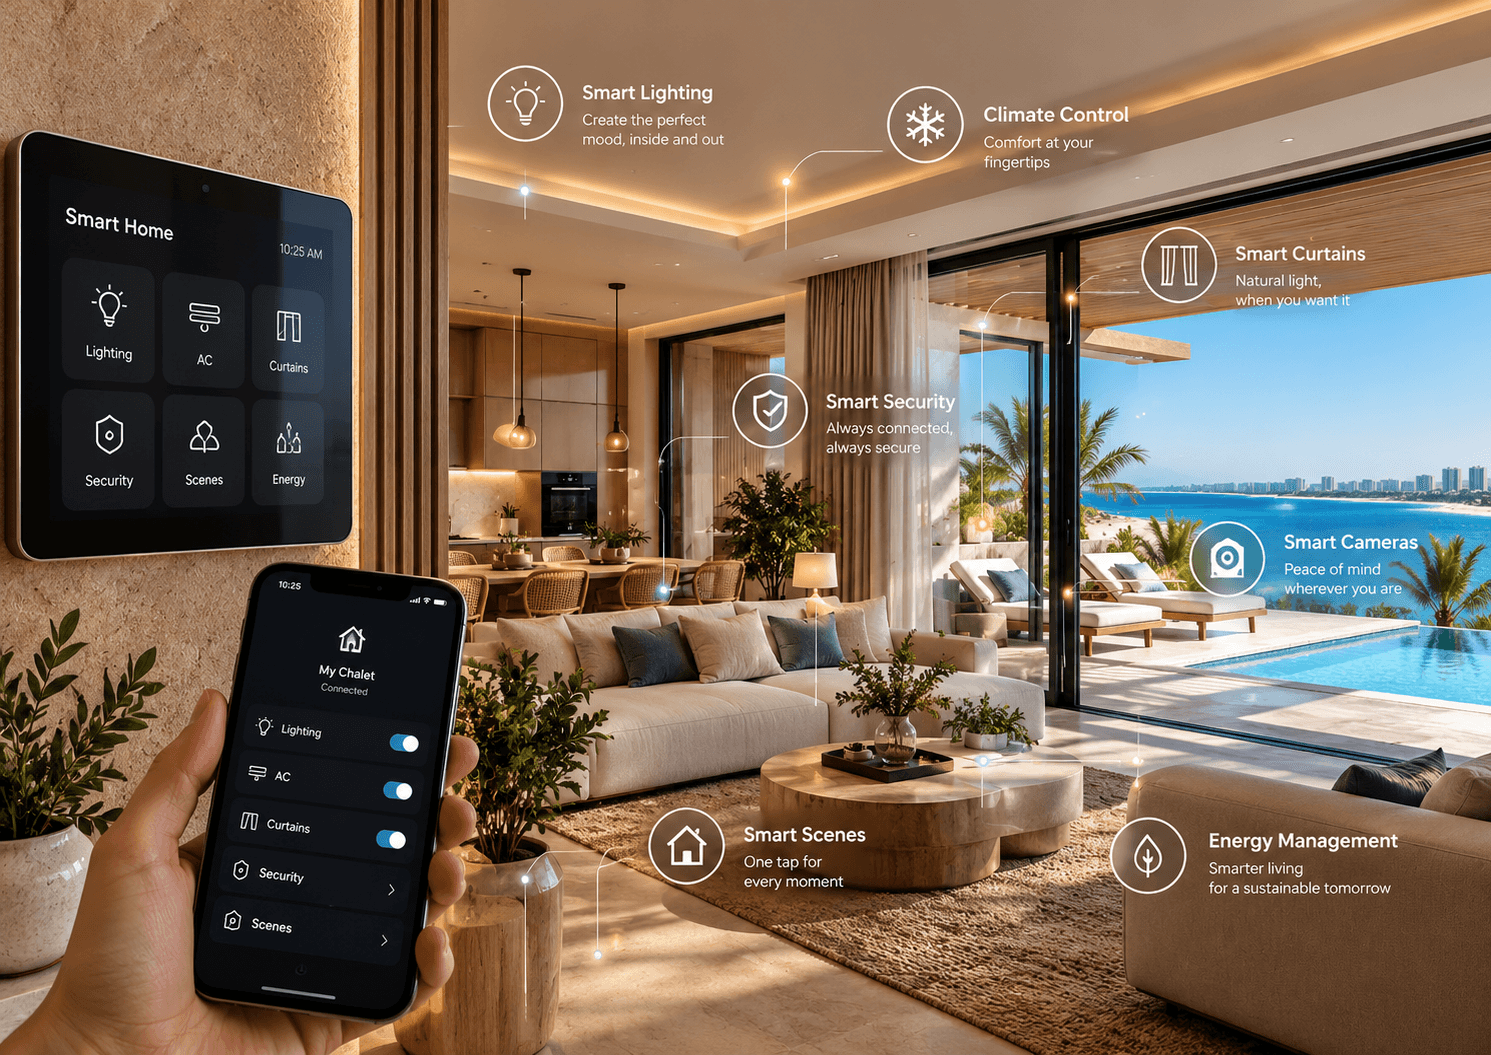 Smart Home
10:25 AM
Lighting
AC
Curtains
Security
Scenes
Energy
10:25
My Chalet
Connected
Lighting
AC
Curtains
Security
Scenes
Smart Lighting
Create the perfect
mood, inside and out
Climate Control
Comfort at your
fingertips
Smart Curtains
Natural light,
when you want it
Smart Security
Always connected,
always secure
Smart Cameras
Peace of mind
wherever you are
Smart Scenes
One tap for
every moment
Energy Management
Smarter living
for a sustainable tomorrow